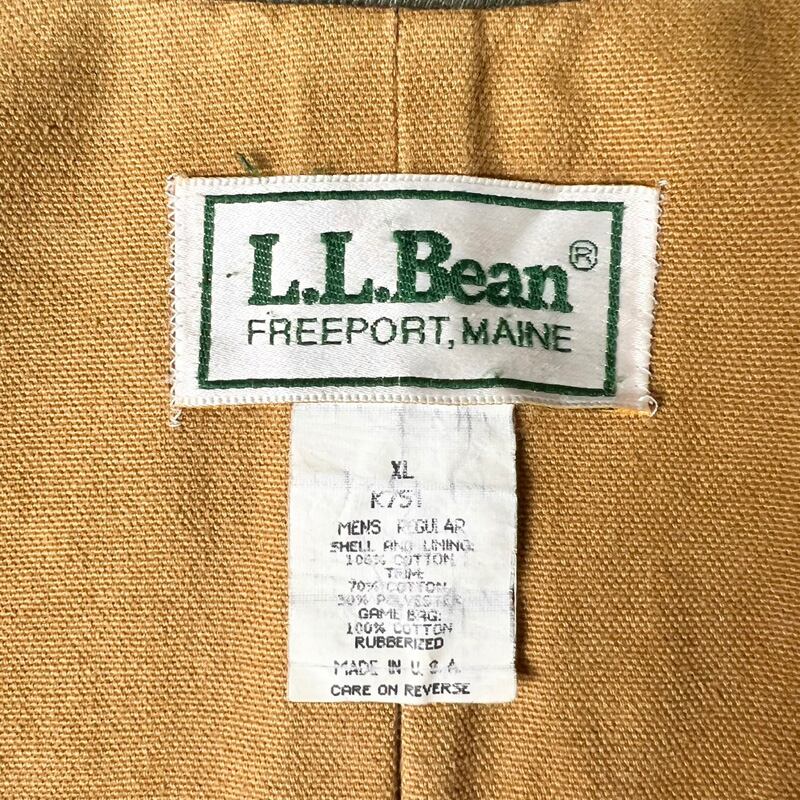 L.L.Bean®
FREEPORT, MAINE
XL
K751
MENS REGULAR
SHELL AND LINING:
100% COTTON
TRIM:
70% COTTON
30% POLYESTER
GAME BAG:
100% COTTON
RUBBERIZED
MADE IN U.S.A.
CARE ON REVERSE